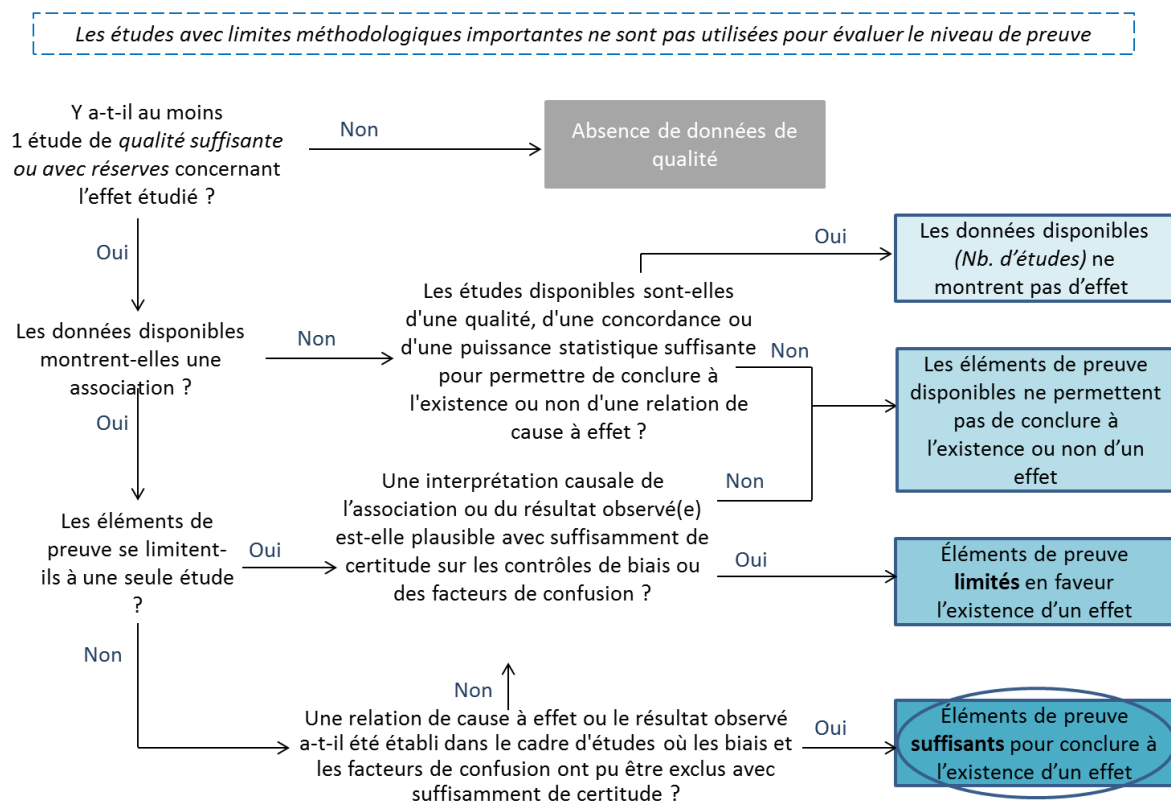 Les études avec limites méthodologiques importantes ne sont pas utilisées pour évaluer le niveau de preuve
Y a-t-il au moins
1 étude de qualité suffisante
ou avec réserves concernant
l’effet étudié ?
Non
Absence de données de
qualité
Oui
Les données disponibles
montrent-elles une
association ?
Non
Les études disponibles sont-elles
d'une qualité, d'une concordance ou
d'une puissance statistique suffisante
pour permettre de conclure à
l'existence ou non d'une relation de
cause à effet ?
Oui
Les données disponibles
(Nb. d’études) ne
montrent pas d’effet
Non
Les éléments de preuve
disponibles ne permettent
pas de conclure à
l’existence ou non d’un
effet
Oui
Les éléments de
preuve se limitent-
ils à une seule étude
?
Oui
Une interprétation causale de
l’association ou du résultat observé(e)
est-elle plausible avec suffisamment de
certitude sur les contrôles de biais ou
des facteurs de confusion ?
Non
Oui
Éléments de preuve
limités en faveur
l’existence d’un effet
Non
Non
Une relation de cause à effet ou le résultat observé
a-t-il été établi dans le cadre d'études où les biais et
les facteurs de confusion ont pu être exclus avec
suffisamment de certitude ?
Oui
Éléments de preuve
suffisants pour conclure à
l’existence d’un effet